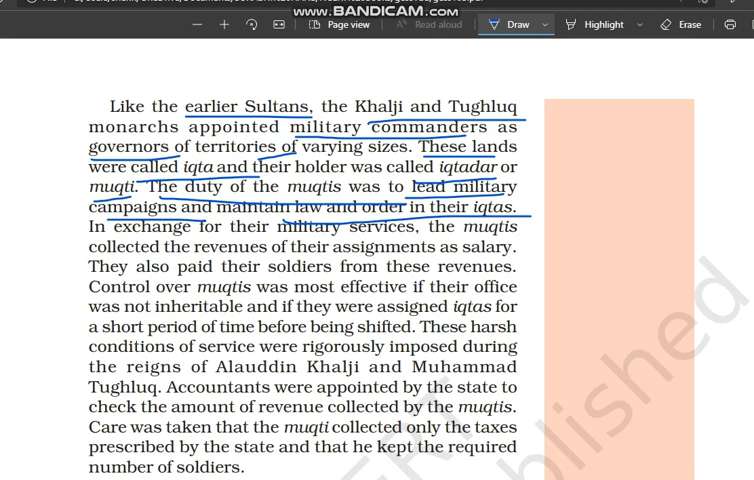 www.BANDICAM.com
Page view
Read aloud
Draw
Highlight
Erase
Like the earlier Sultans, the Khalji and Tughluq
monarchs appointed military commanders as
governors of territories of varying sizes. These lands
were called iqta and their holder was called iqtadar or
muqti. The duty of the muqtis was to lead military
campaigns and maintain law and order in their iqtas.
In exchange for their military services, the muqtis
collected the revenues of their assignments as salary.
They also paid their soldiers from these revenues.
Control over muqtis was most effective if their office
was not inheritable and if they were assigned iqtas for
a short period of time before being shifted. These harsh
conditions of service were rigorously imposed during
the reigns of Alauddin Khalji and Muhammad
Tughluq. Accountants were appointed by the state to
check the amount of revenue collected by the muqtis.
Care was taken that the muqti collected only the taxes
prescribed by the state and that he kept the required
number of soldiers.